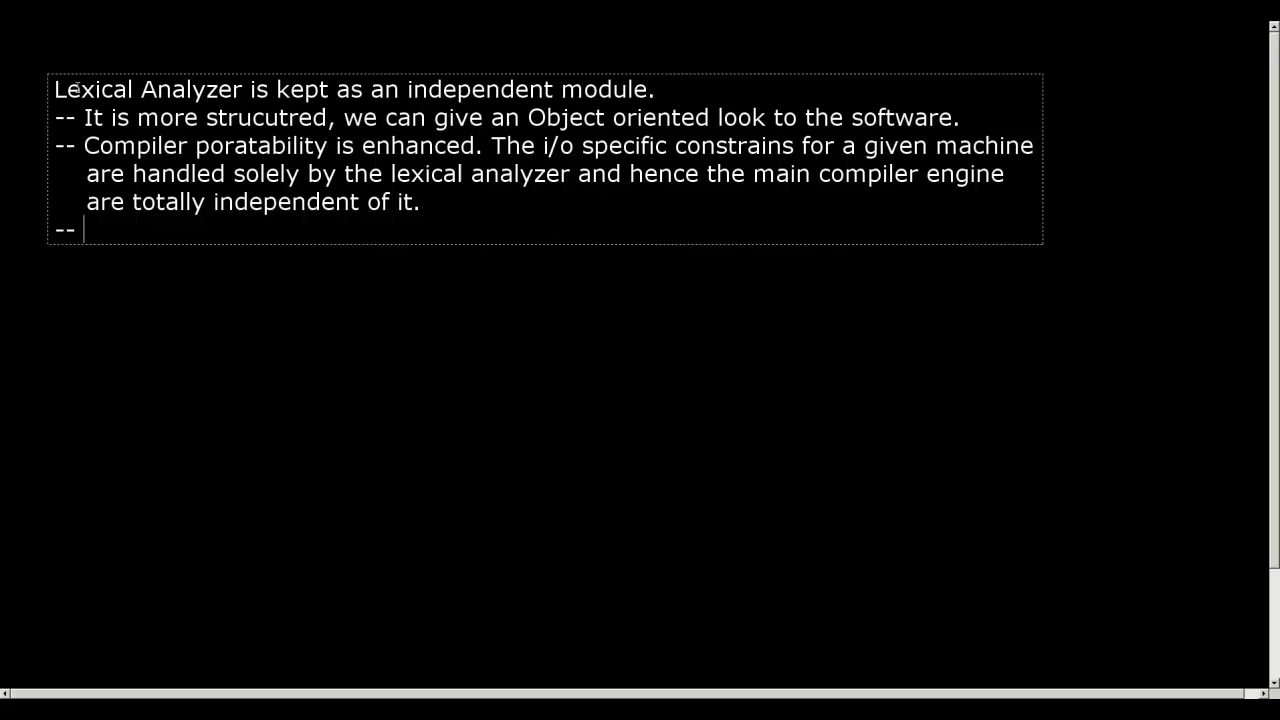 Lexical Analyzer is kept as an independent module.
-- It is more strucutred, we can give an Object oriented look to the software.
-- Compiler poratability is enhanced. The i/o specific constrains for a given machine
are handled solely by the lexical analyzer and hence the main compiler engine
are totally independent of it.
--